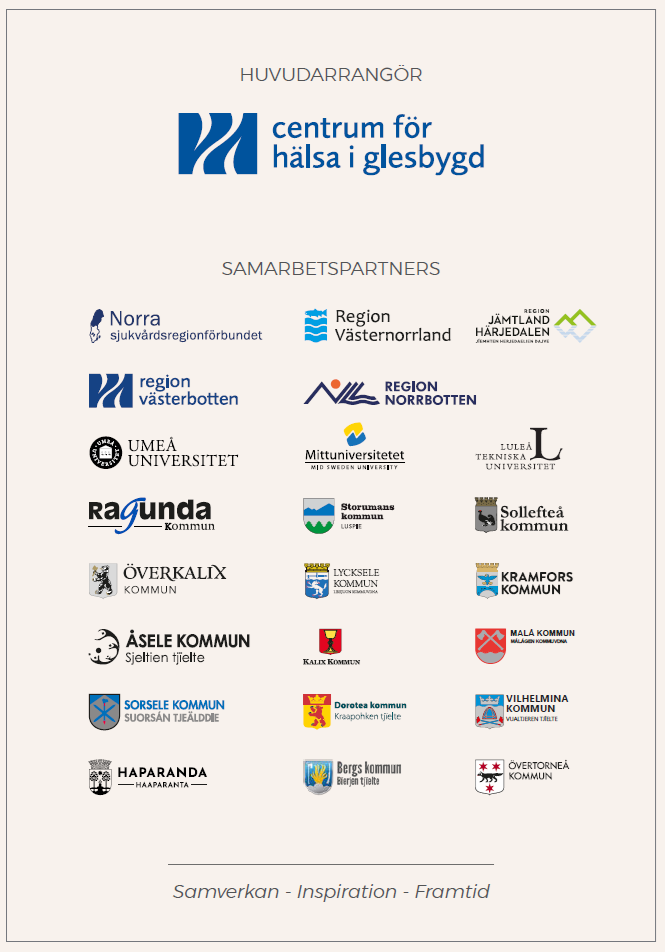 HUVUDARRANGÖR
centrum för
hälsa i glesbygd
SAMARBETSPARTNERS
Norra
sjukvårdsregionförbundet
Region
Västernorrland
REGION
JÄMTLAND
HÄRJEDALEN
region
västerbotten
REGION
NORRBOTTEN
UMEÅ
UNIVERSITET
Mittuniversitetet
MID SWEDEN UNIVERSITY
LULEÅ
TEKNISKA
UNIVERSITET
L
Ragunda
Kommun
Storumans
kommun
LUSPIE
Sollefteå
kommun
ÖVERKALIX
KOMMUN
LYCKSELE
KOMMUN
KRAMFORS
KOMMUN
ÅSELE KOMMUN
Sjeltien tjïelte
KALIX KOMMUN
MALÅ KOMMUN
MÁLÁGIEN KOMMUVDNA
SORSELE KOMMUN
SUORSÁN TJEÄLDDIE
Dorotea kommun
Kraapohken tjïelte
VILHELMINA
KOMMUN
VUALTJEREN TJÏELTE
HAPARANDA
HAAPARANTA
Bergs kommun
Bierjen tjïelte
ÖVERTORNEÅ
KOMMUN
Samverkan - Inspiration - Framtid